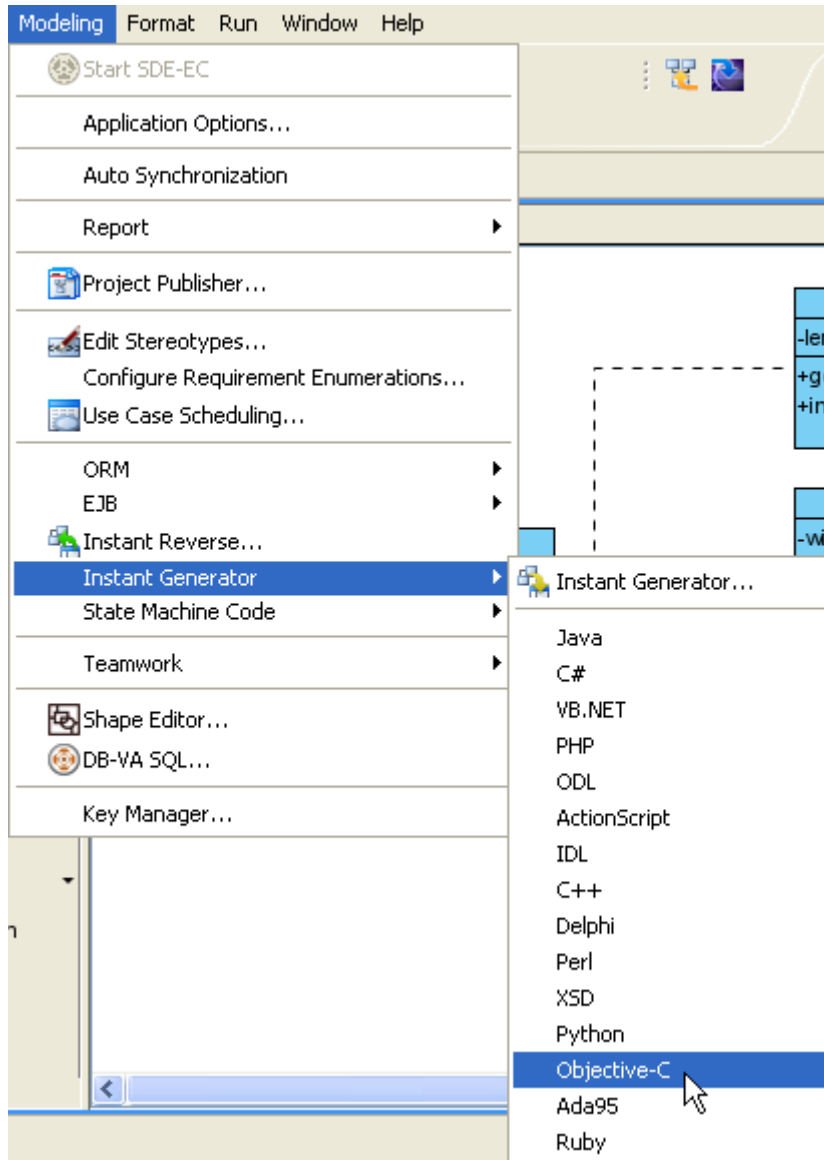 Modeling Format Run Window Help
Start SDE-EC
Application Options...
Auto Synchronization
Report
Project Publisher...
Edit Stereotypes...
Configure Requirement Enumerations...
Use Case Scheduling...
ORM
EJB
Instant Reverse...
Instant Generator
State Machine Code
Teamwork
Shape Editor...
DB-VA SQL...
Key Manager...
Instant Generator...
Java
C#
VB.NET
PHP
ODL
ActionScript
IDL
C++
Delphi
Perl
XSD
Python
Objective-C
Ada95
Ruby